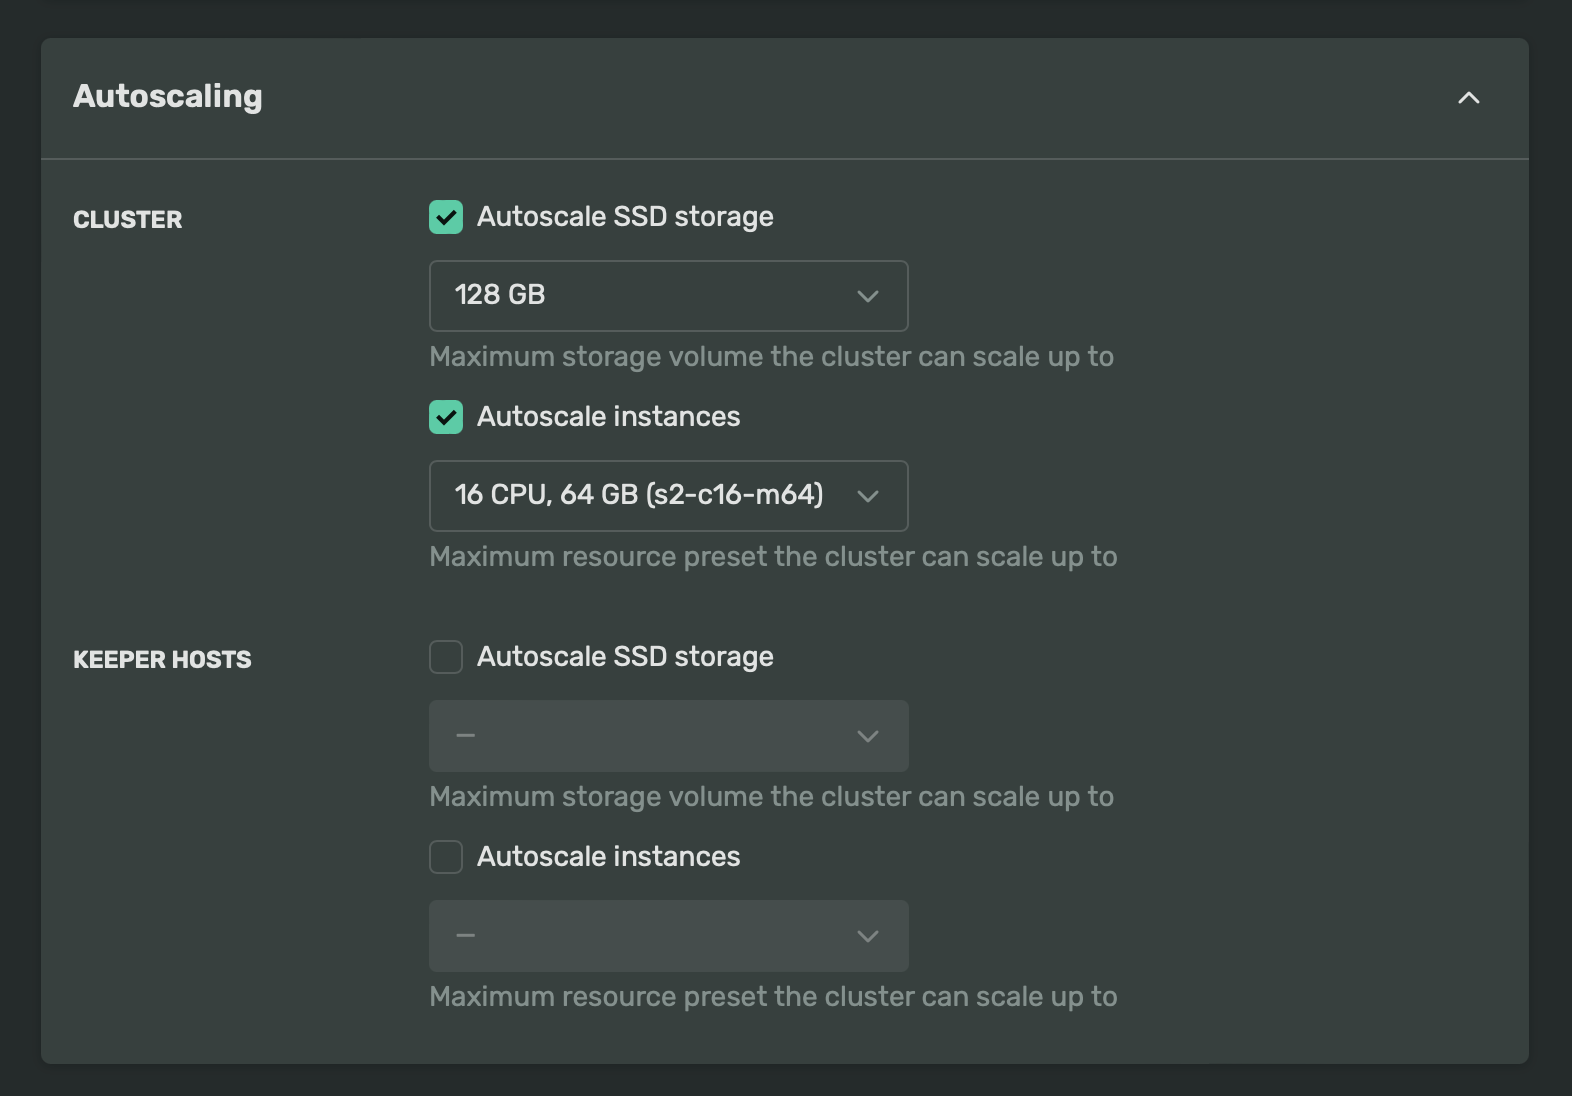 Autoscaling
CLUSTER
Autoscale SSD storage
128 GB
Maximum storage volume the cluster can scale up to
Autoscale instances
16 CPU, 64 GB (s2-c16-m64)
Maximum resource preset the cluster can scale up to
KEEPER HOSTS
Autoscale SSD storage
—
Maximum storage volume the cluster can scale up to
Autoscale instances
—
Maximum resource preset the cluster can scale up to